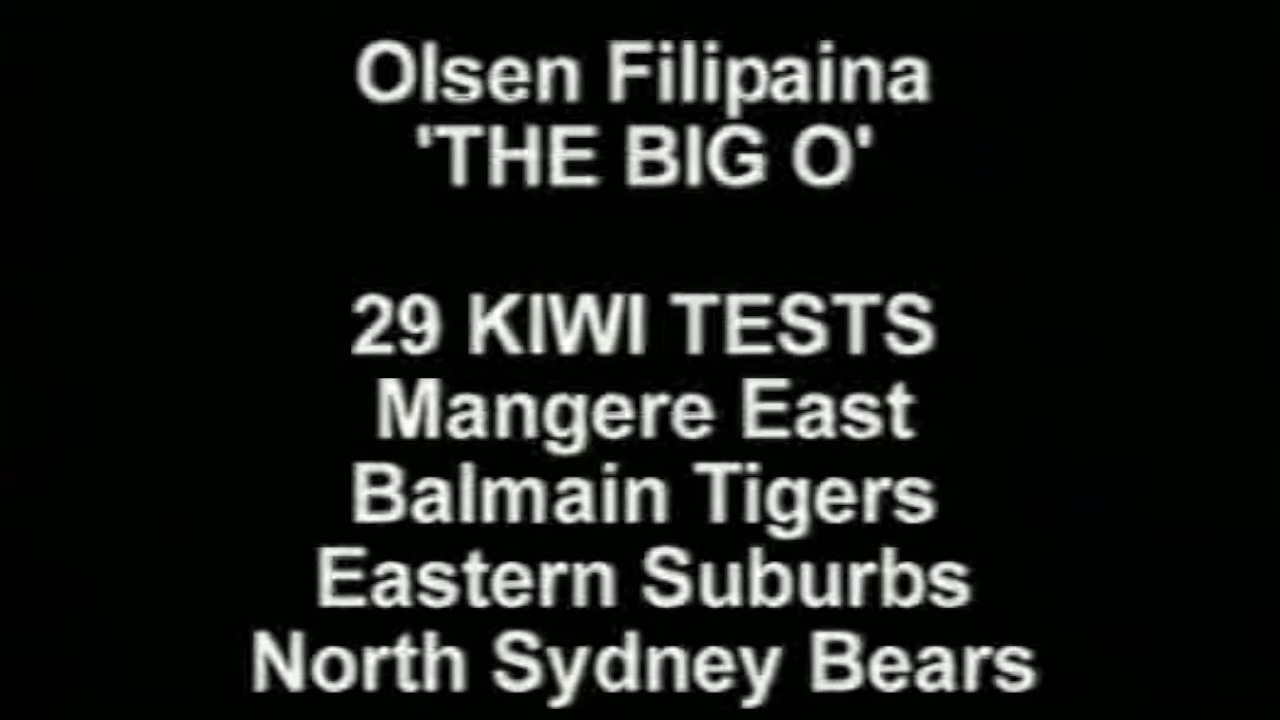 Olsen Filipaina
'THE BIG O'
29 KIWI TESTS
Mangere East
Balmain Tigers
Eastern Suburbs
North Sydney Bears